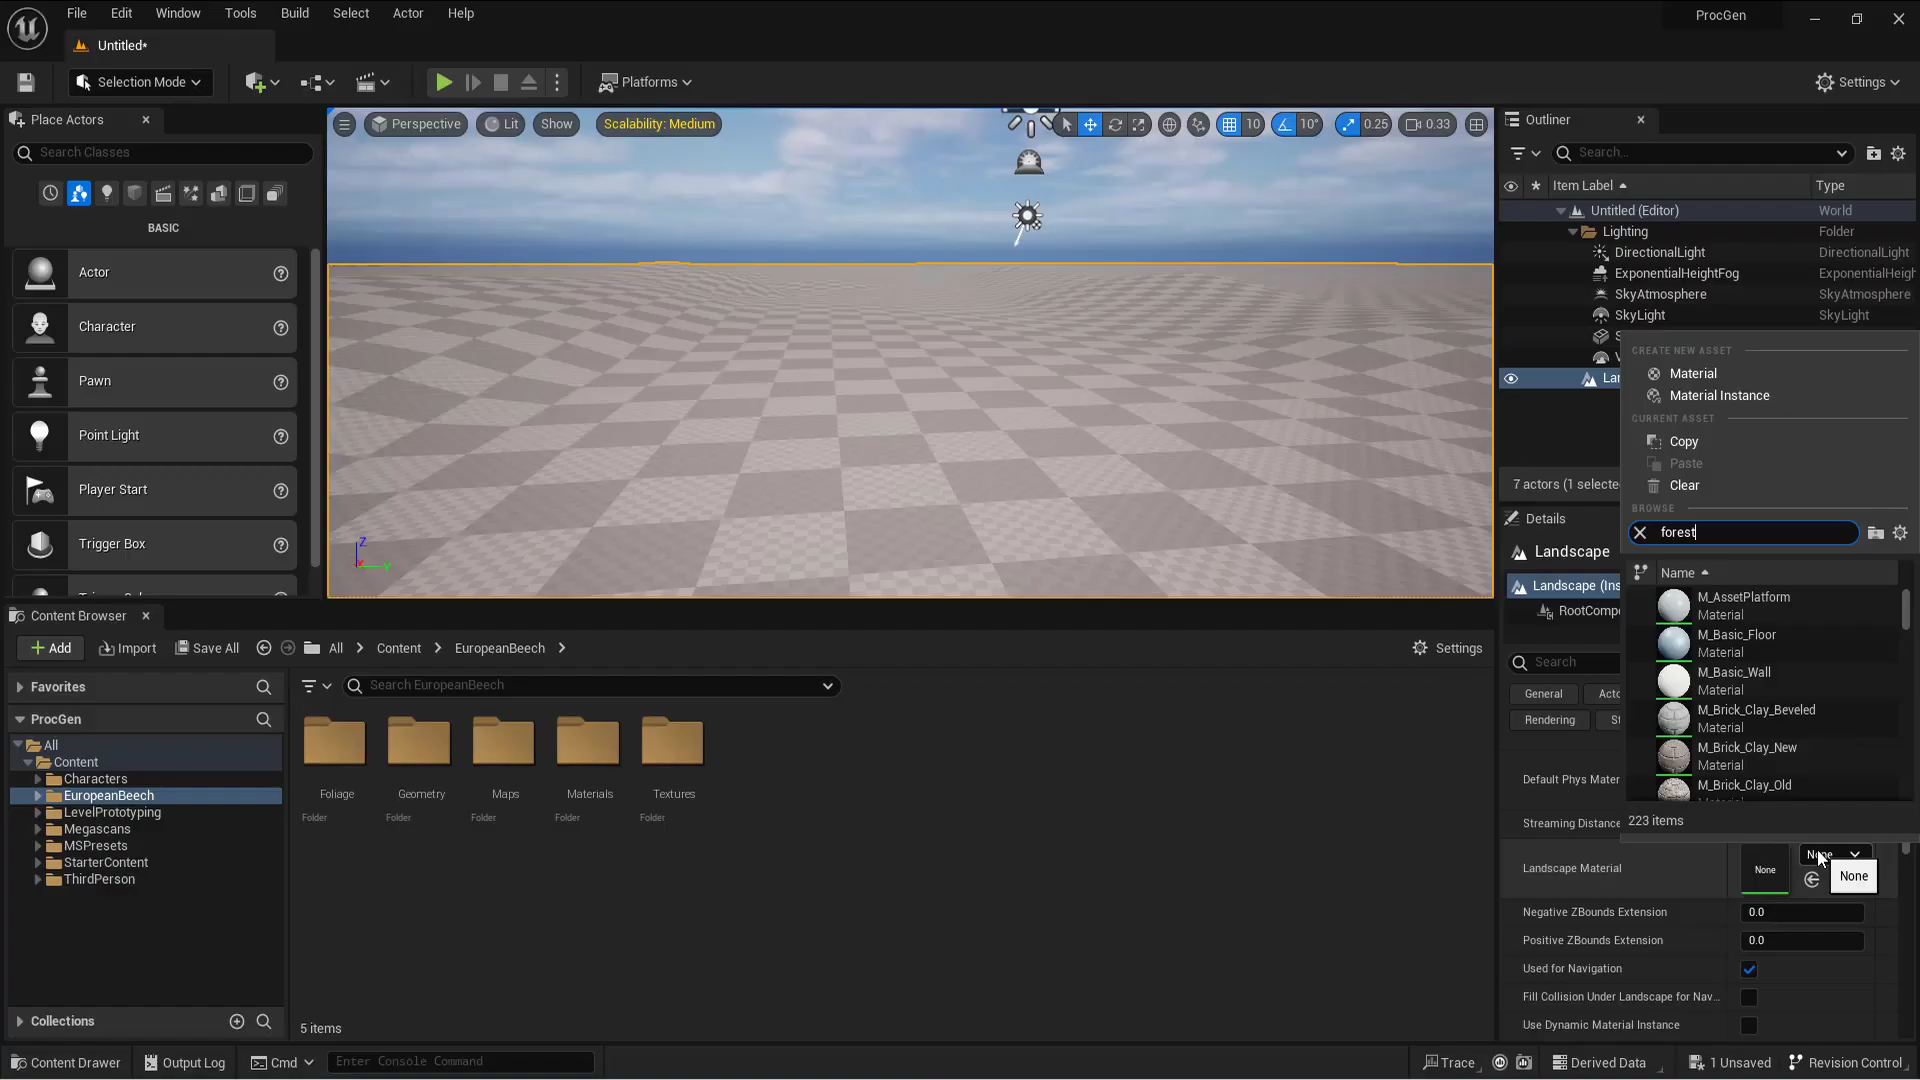 File Edit Window Tools Build Select Actor Help
ProcGen
Untitled*
Selection Mode
Platforms
Settings
Place Actors
Search Classes
BASIC
Actor
Character
Pawn
Point Light
Player Start
Trigger Box
Perspective Lit Show Scalability: Medium
10 10° 0.25 0.33
Z
Y
Outliner
Search...
Item Label Type
Untitled (Editor) World
Lighting Folder
DirectionalLight DirectionalLight
ExponentialHeightFog ExponentialHeigh
SkyAtmosphere SkyAtmosphere
SkyLight SkyLight
S
V
Lar
7 actors (1 selecte
CREATE NEW ASSET
Material
Material Instance
CURRENT ASSET
Copy
Paste
Clear
BROWSE
forest
Name
M_AssetPlatform
Material
M_Basic_Floor
Material
M_Basic_Wall
Material
M_Brick_Clay_Beveled
Material
M_Brick_Clay_New
Material
M_Brick_Clay_Old
223 items
Details
Landscape
Landscape (Ins
RootCompo
Search
General Acto
Rendering St
Default Phys Mater
Streaming Distance
Landscape Material None None
None
Negative ZBounds Extension 0.0
Positive ZBounds Extension 0.0
Used for Navigation
Fill Collision Under Landscape for Nav...
Use Dynamic Material Instance
Content Browser
Add Import Save All All Content EuropeanBeech Settings
Favorites
ProcGen
All
Content
Characters
EuropeanBeech
LevelPrototyping
Megascans
MSPresets
StarterContent
ThirdPerson
Collections
Search EuropeanBeech
Foliage Geometry Maps Materials Textures
Folder Folder Folder Folder Folder
5 items
Content Drawer Output Log Cmd Enter Console Command Trace Derived Data 1 Unsaved Revision Control